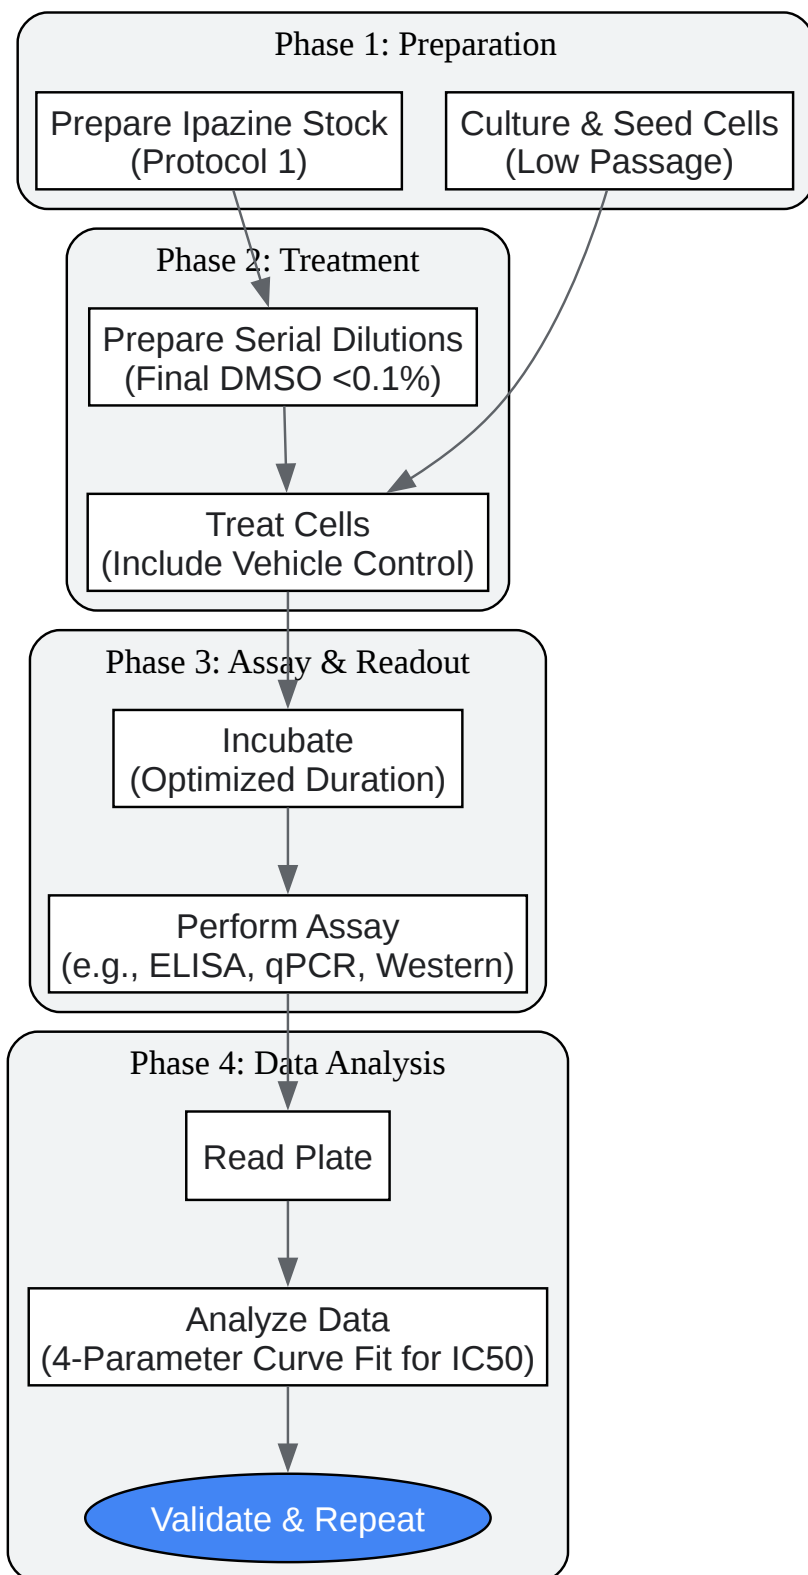 Phase 1: Preparation
Prepare Ipazine Stock
(Protocol 1)
Culture & Seed Cells
(Low Passage)
Phase 2: Treatment
Prepare Serial Dilutions
(Final DMSO <0.1%)
Treat Cells
(Include Vehicle Control)
Phase 3: Assay & Readout
Incubate
(Optimized Duration)
Perform Assay
(e.g., ELISA, qPCR, Western)
Phase 4: Data Analysis
Read Plate
Analyze Data
(4-Parameter Curve Fit for IC50)
Validate & Repeat